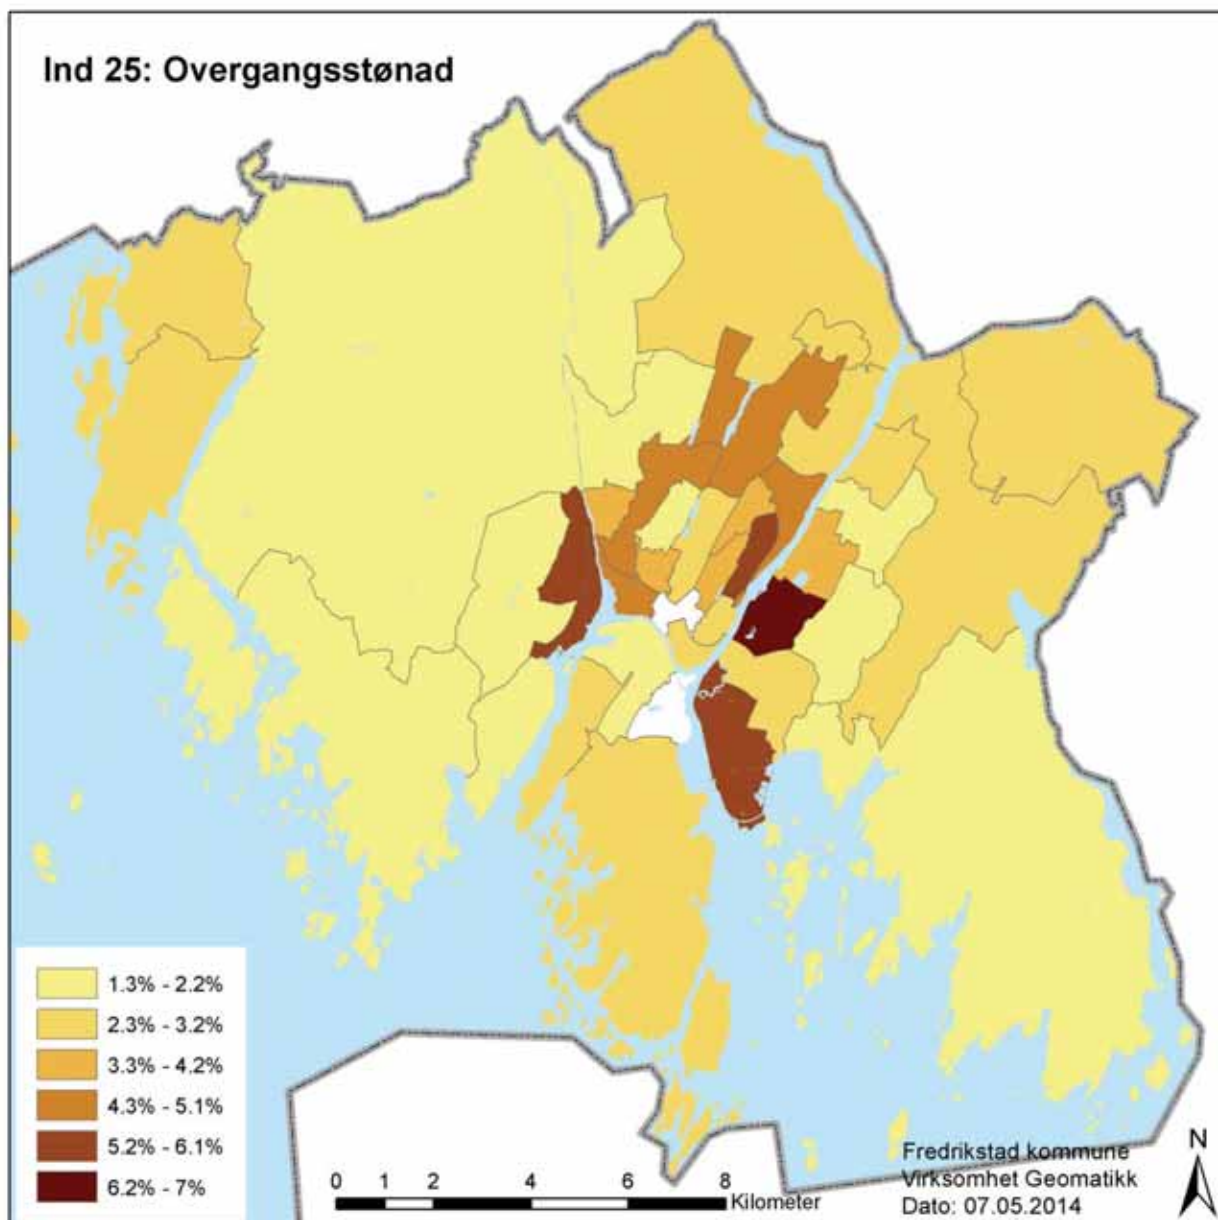 Ind 25: Overgangsstønad
1.3% - 2.2%
2.3% - 3.2%
3.3% - 4.2%
4.3% - 5.1%
5.2% - 6.1%
6.2% - 7%
0 1 2 4 6 8
Kilometer
Fredrikstad kommune
Virksomhet Geomatikk
Dato: 07.05.2014
N